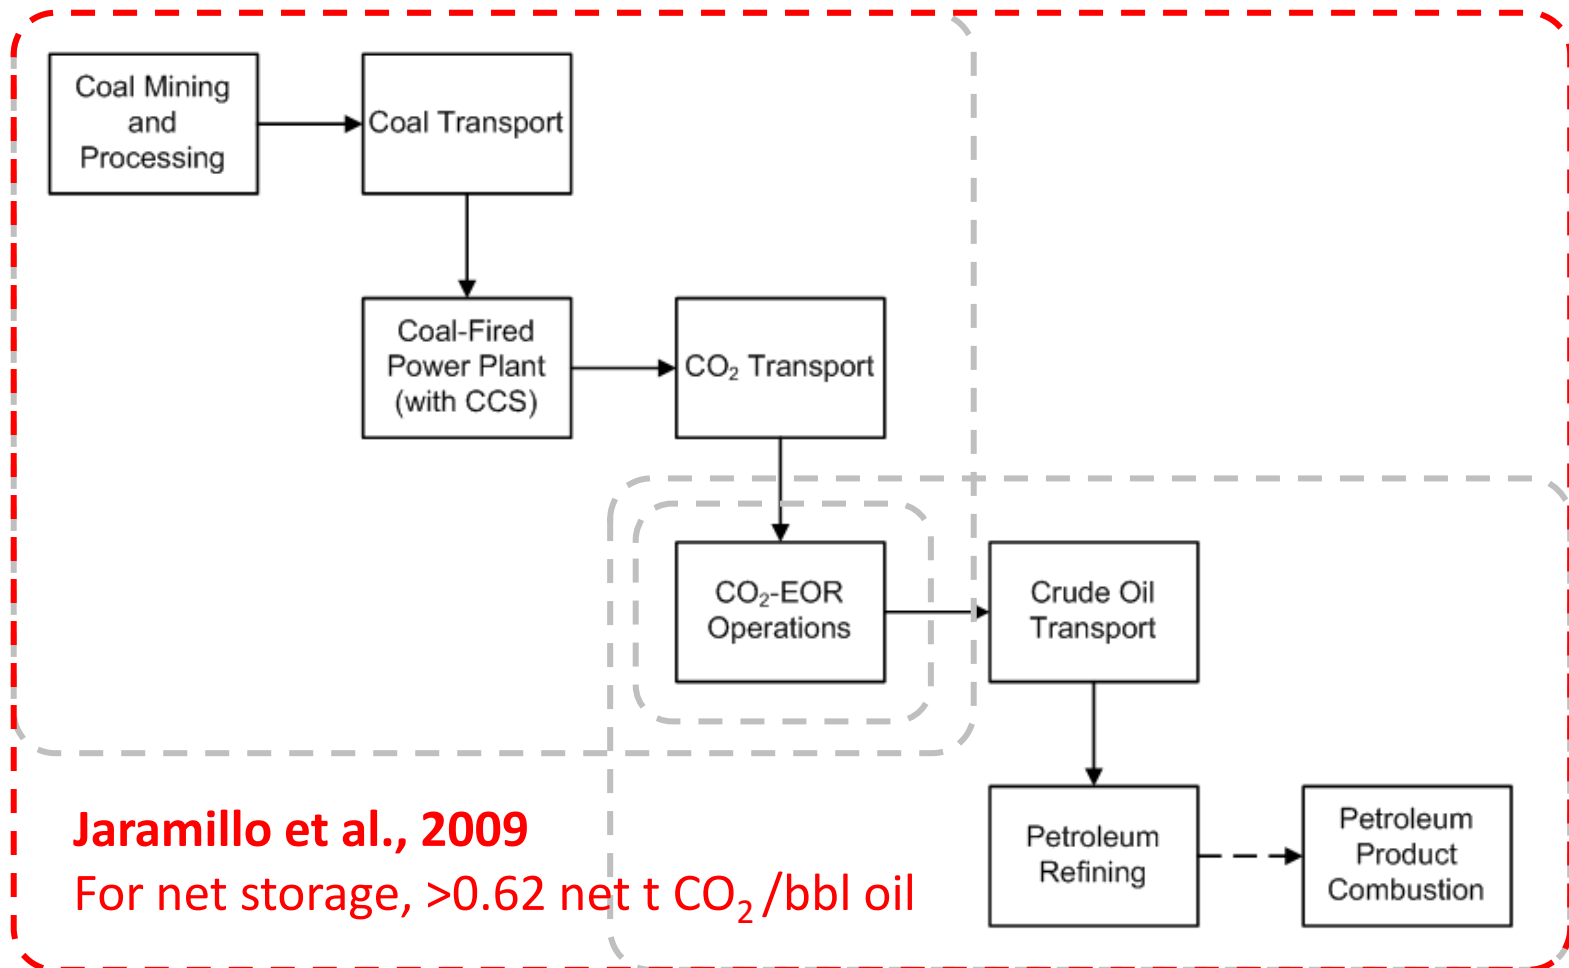 Coal Mining
and
Processing
Coal Transport
Coal-Fired
Power Plant
(with CCS)
CO₂ Transport
CO₂-EOR
Operations
Crude Oil
Transport
Petroleum
Refining
Petroleum
Product
Combustion
Jaramillo et al., 2009
For net storage, >0.62 net t CO₂ /bbl oil